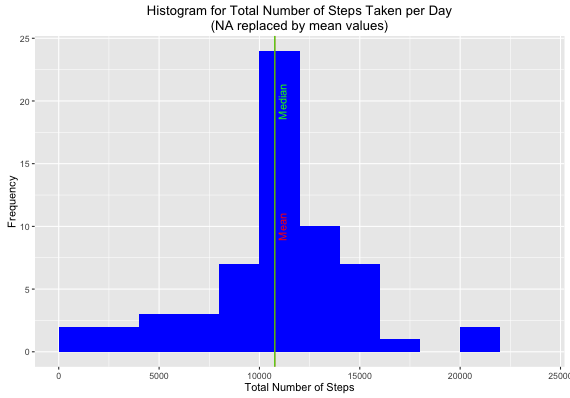 Histogram for Total Number of Steps Taken per Day
(NA replaced by mean values)
25
20
15
10
5
0
Frequency
Median
Mean
0 5000 10000 15000 20000 25000
Total Number of Steps